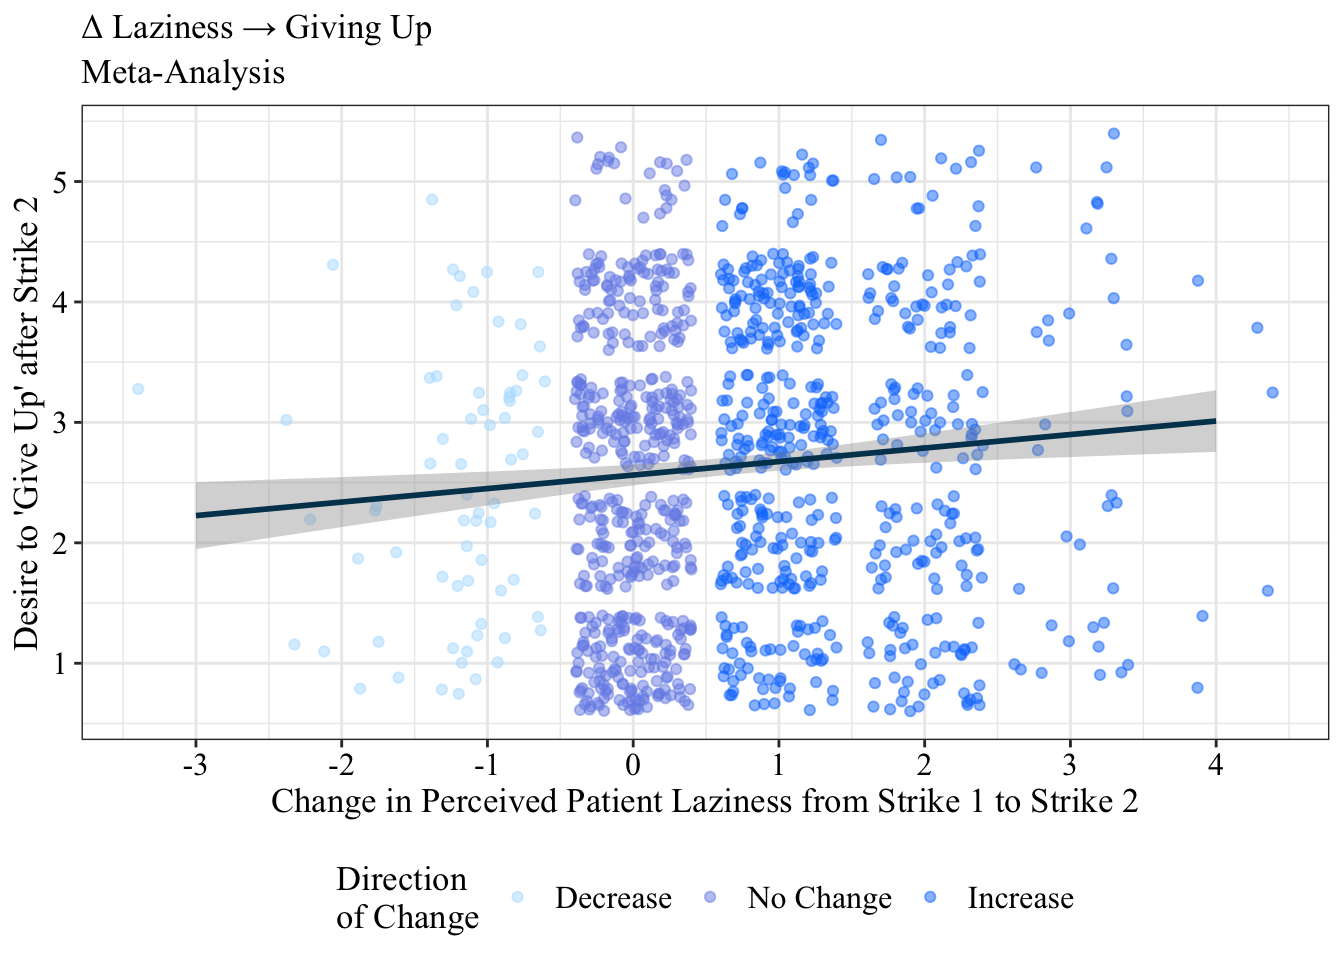 Δ Laziness → Giving Up
Meta-Analysis
Desire to 'Give Up' after Strike 2
5
4
3
2
1
-3 -2 -1 0 1 2 3 4
Change in Perceived Patient Laziness from Strike 1 to Strike 2
Direction
of Change
Decrease No Change Increase